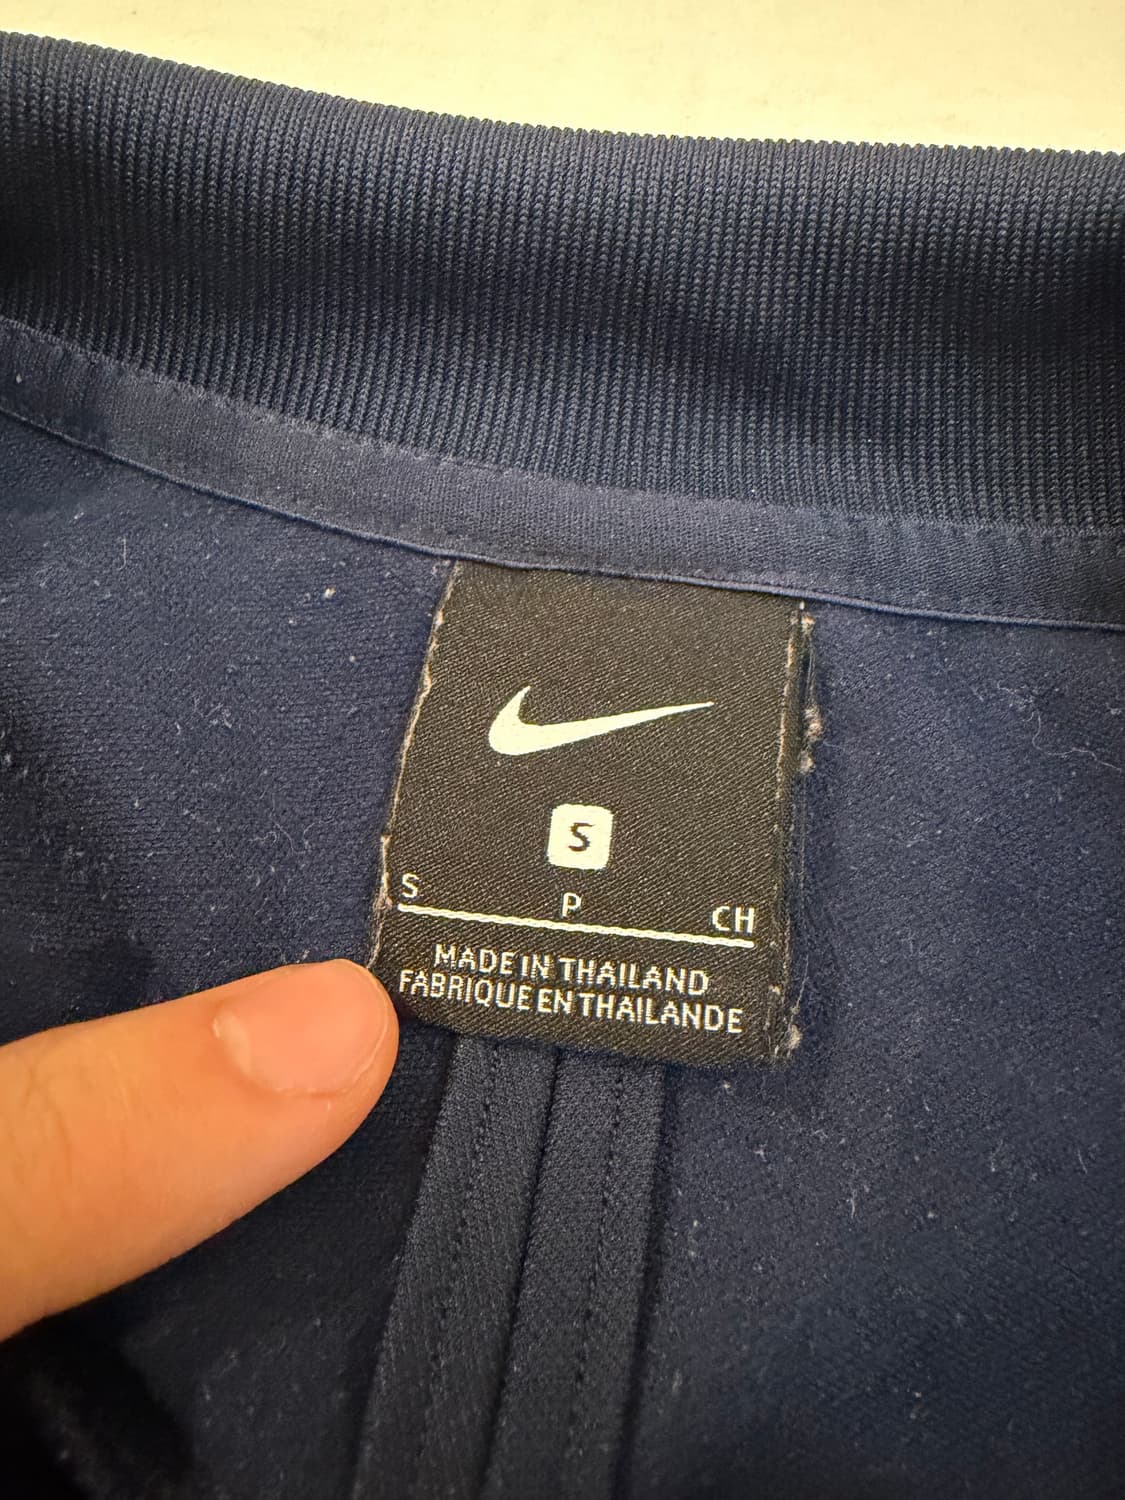 S
S P CH
MADE IN THAILAND
FABRIQUE EN THAILANDE